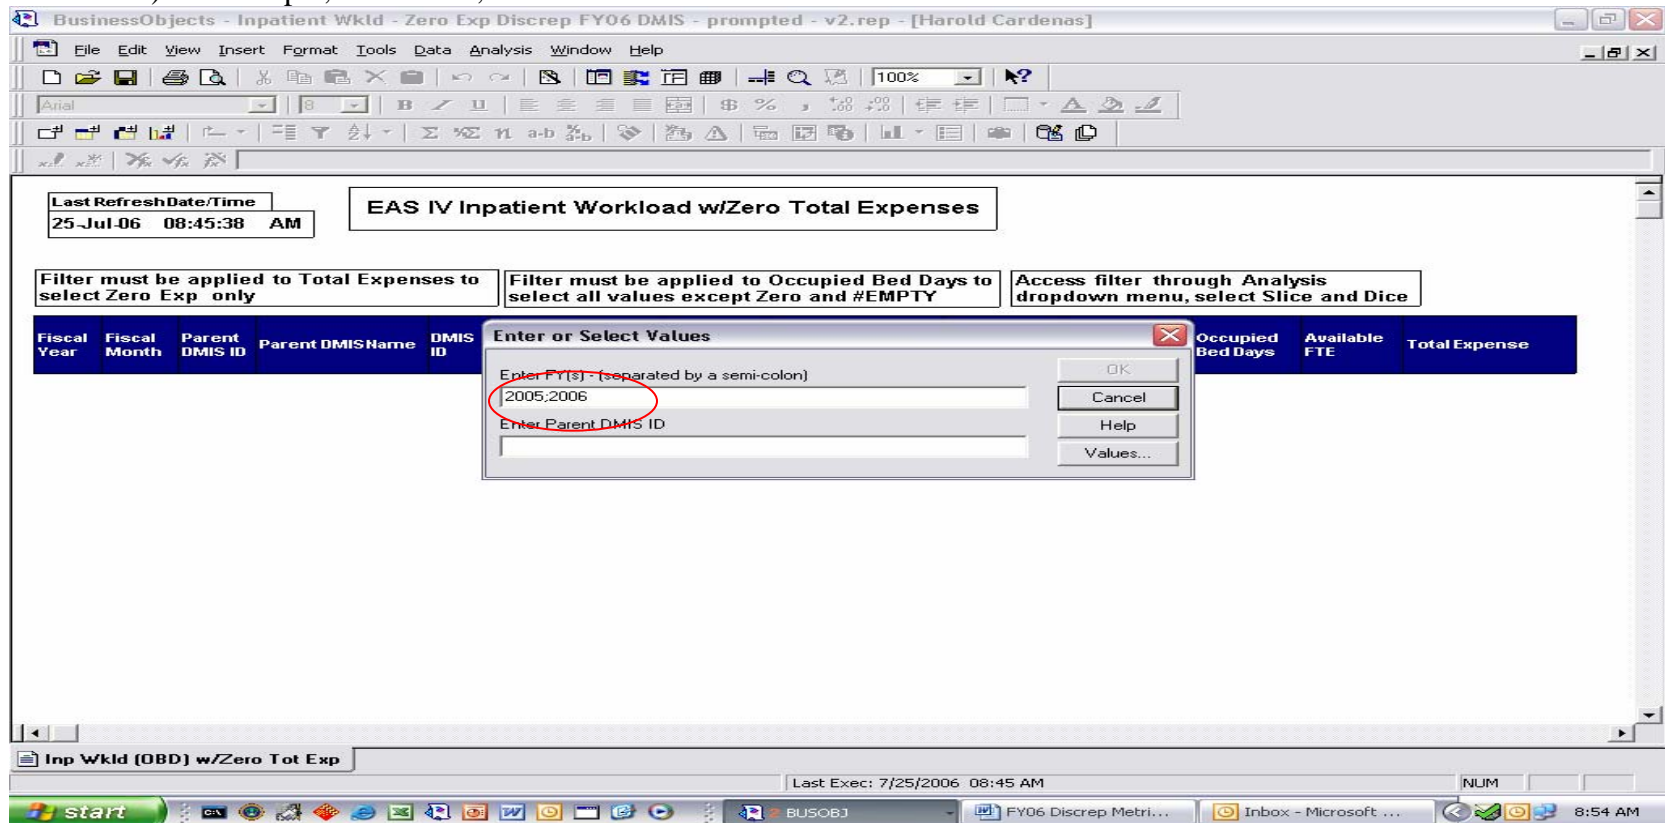 BusinessObjects - Inpatient Wkld - Zero Exp Discrep FY06 DMIS - prompted - v2.rep - [Harold Cardenas]
File Edit View Insert Format Tools Data Analysis Window Help
100%
Arial 8 B I U
Last Refresh Date/Time
25-Jul-06 08:45:38 AM
EAS IV Inpatient Workload w/Zero Total Expenses
Filter must be applied to Total Expenses to select Zero Exp only
Filter must be applied to Occupied Bed Days to select all values except Zero and #EMPTY
Access filter through Analysis dropdown menu, select Slice and Dice
Fiscal Year Fiscal Month Parent DMIS ID Parent DMIS Name DMIS ID Occupied Bed Days Available FTE Total Expense
Enter or Select Values
Enter FY(s) - (separated by a semi-colon)
2005;2006
Enter Parent DMIS ID
OK
Cancel
Help
Values...
Inp Wkld (OBD) w/Zero Tot Exp
Last Exec: 7/25/2006 08:45 AM NUM
start 2 BUSOBJ FY06 Discrep Metri... Inbox - Microsoft ... 8:54 AM